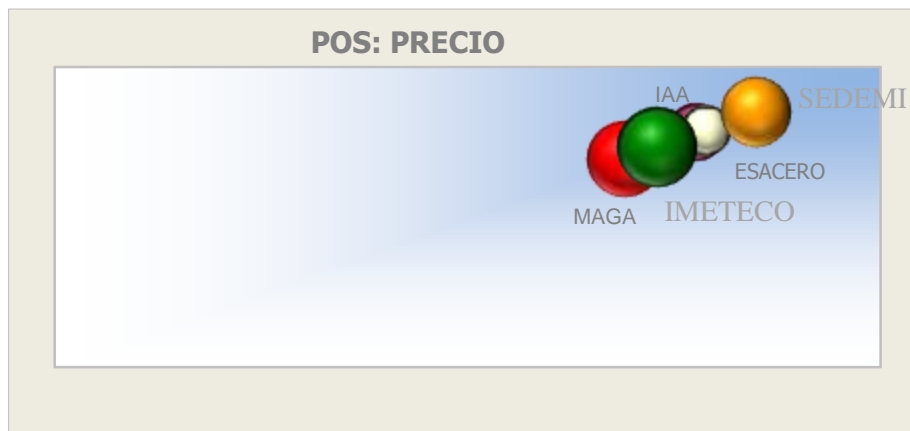 POS: PRECIO
IAA
SEDEMI
ESACERO
MAGA
IMETECO